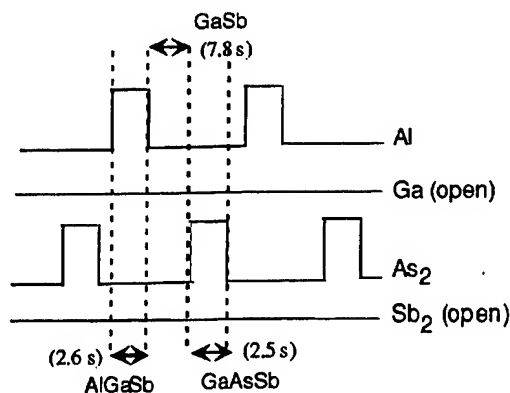 GaSb
(7.8 s)
Al
Ga (open)
As2
Sb2 (open)
(2.6 s) (2.5 s)
AlGaSb GaAsSb